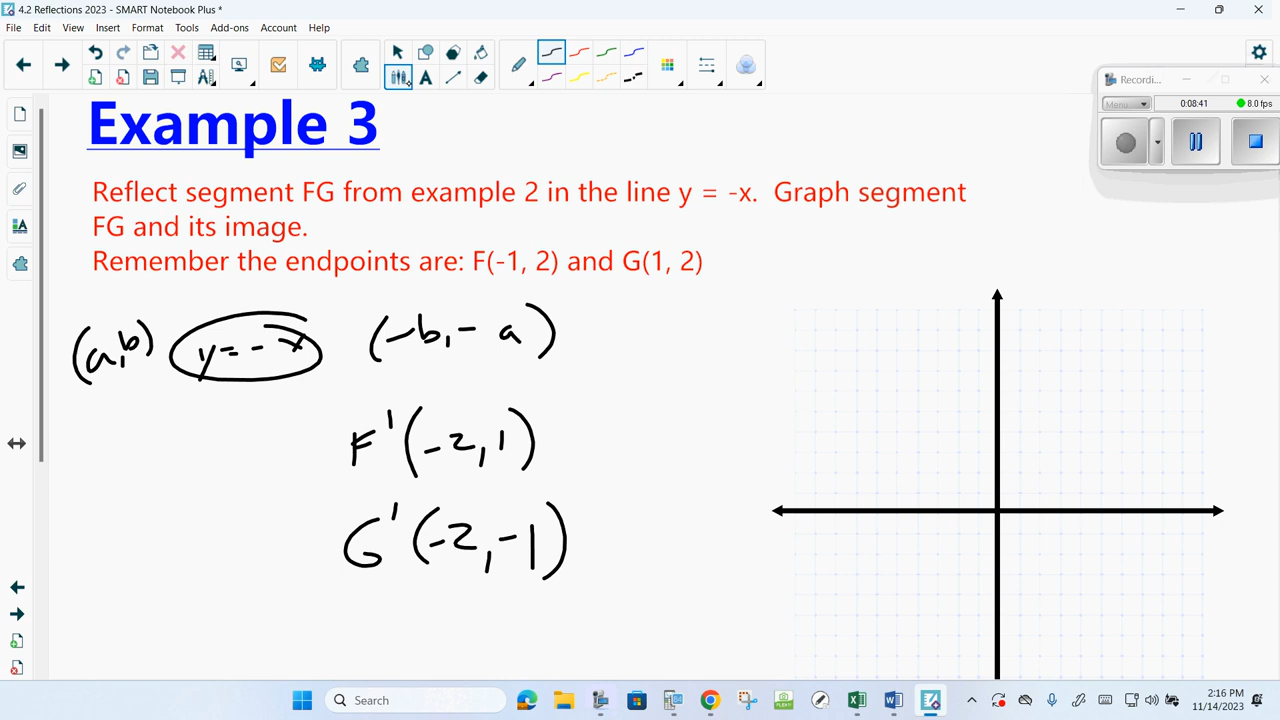 4.2 Reflections 2023 - SMART Notebook Plus *
File Edit View Insert Format Tools Add-ons Account Help
Recordi...
Menu
00:08:41
8.0 fps
Example 3
Reflect segment FG from example 2 in the line y = -x. Graph segment
FG and its image.
Remember the endpoints are: F(-1, 2) and G(1, 2)
(a,b) y = -x (-b, -a)
F'(-2, 1)
G'(-2, -1)
Search
2:16 PM
11/14/2023